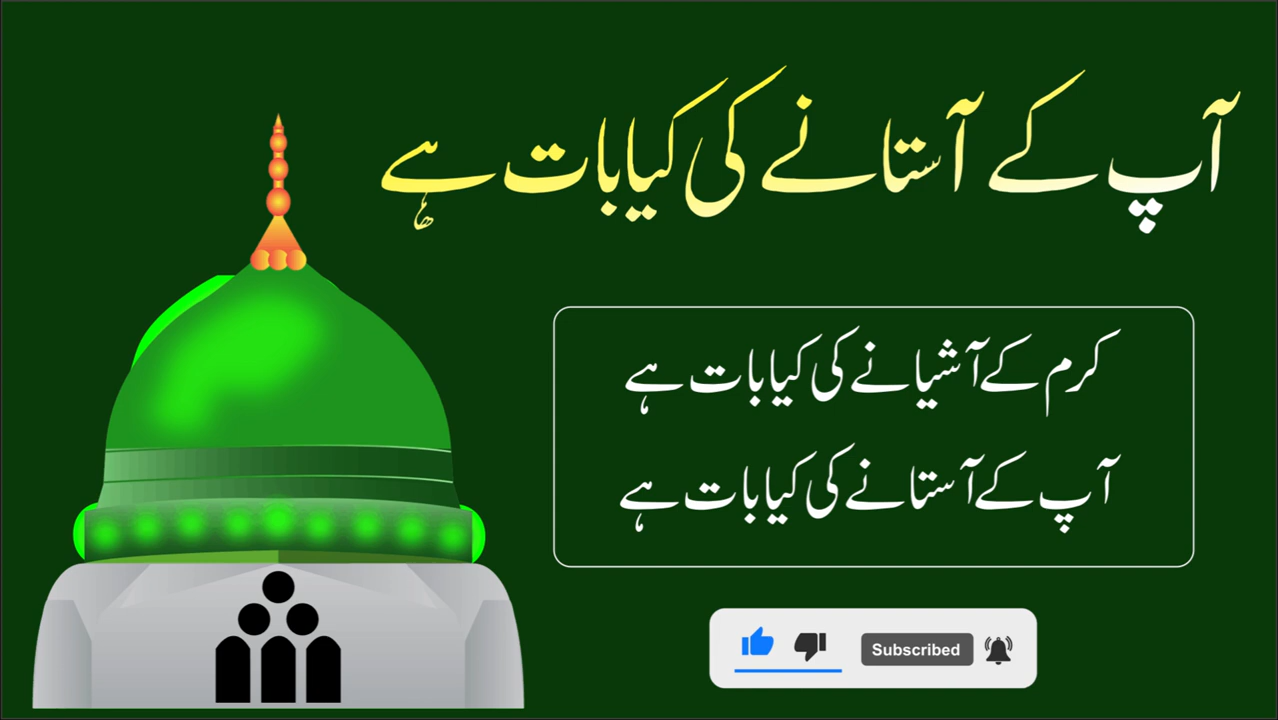 آپ کے آستانے کی کیا بات ہے
کرم کے آشیانے کی کیا بات ہے
آپ کے آستانے کی کیا بات ہے
Subscribed